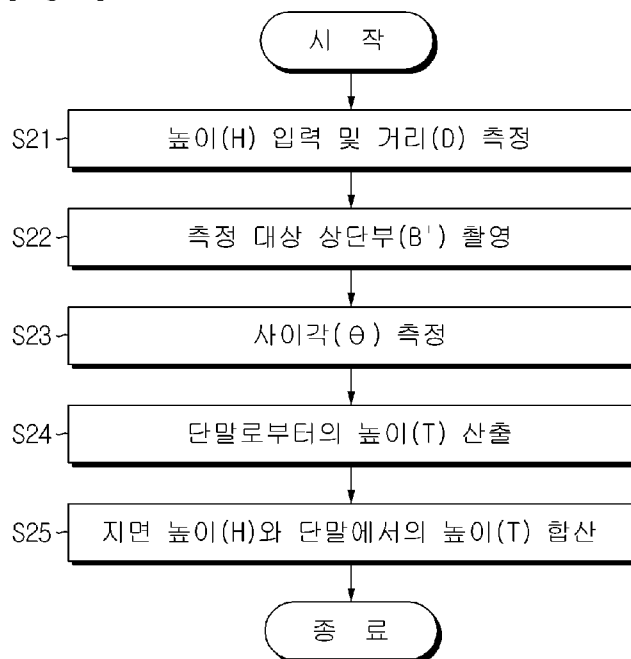 시 작
S21
높이(H) 입력 및 거리(D) 측정
S22
측정 대상 상단부(B') 촬영
S23
사이각(θ) 측정
S24
단말로부터의 높이(T) 산출
S25
지면 높이(H)와 단말에서의 높이(T) 합산
종 료